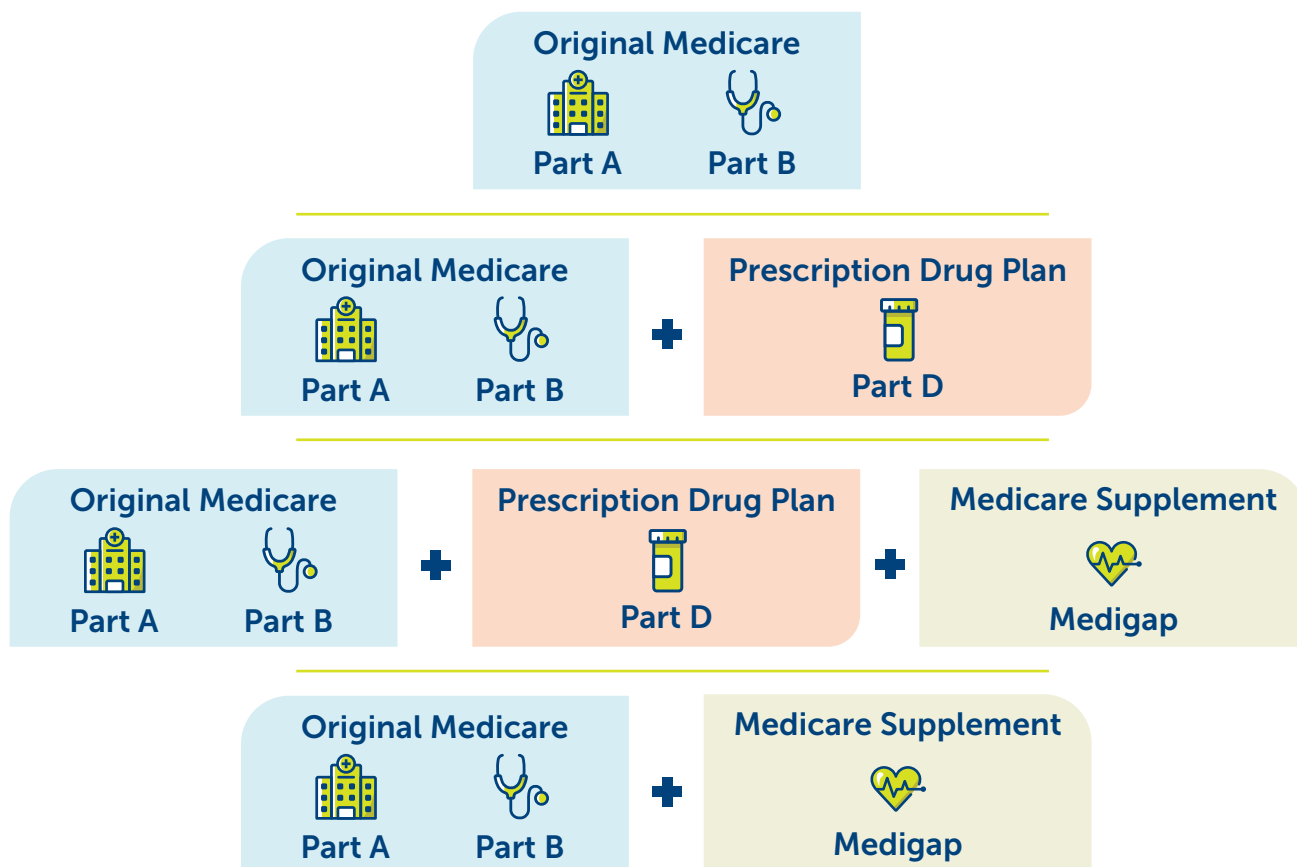 Original Medicare
Part A Part B
Original Medicare Prescription Drug Plan
Part A Part B Part D
Original Medicare Prescription Drug Plan Medicare Supplement
Part A Part B Part D Medigap
Original Medicare Medicare Supplement
Part A Part B Medigap